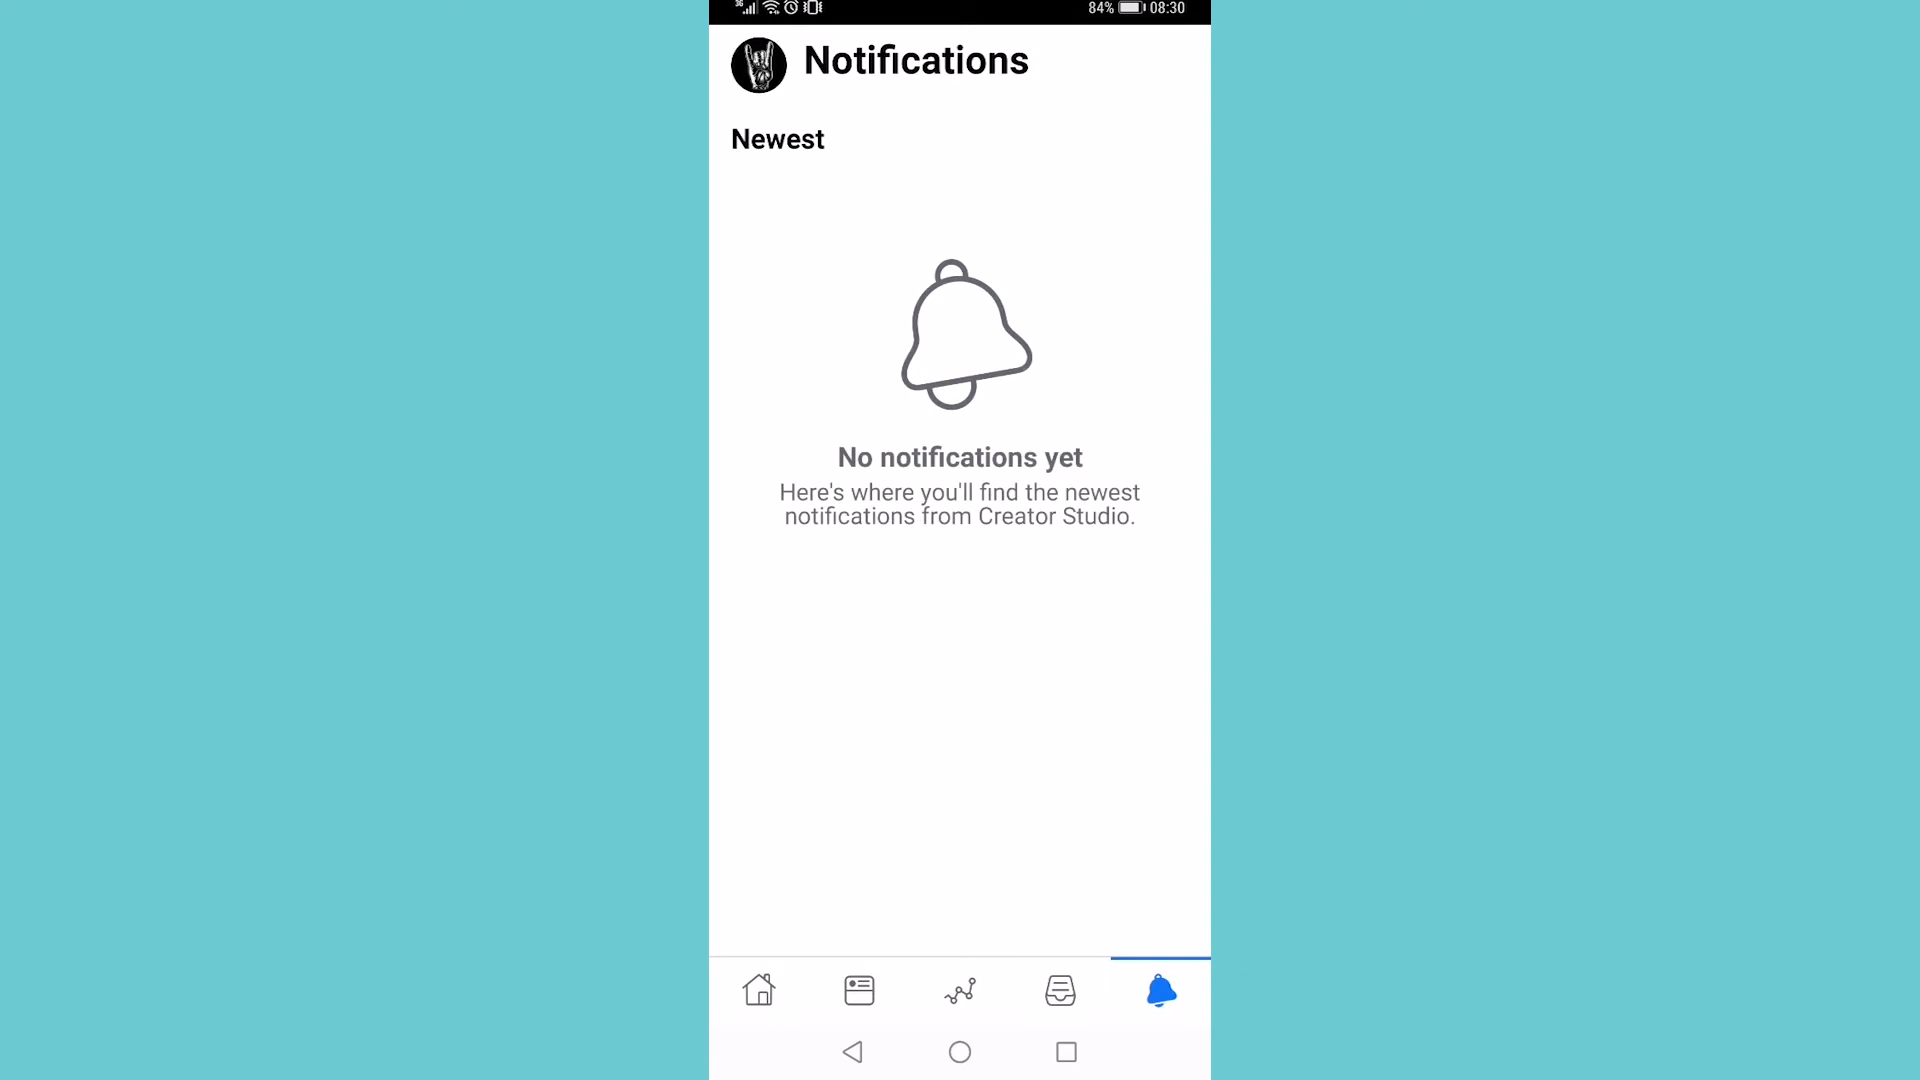 3G
84% 08:30
Notifications
Newest
No notifications yet
Here's where you'll find the newest
notifications from Creator Studio.